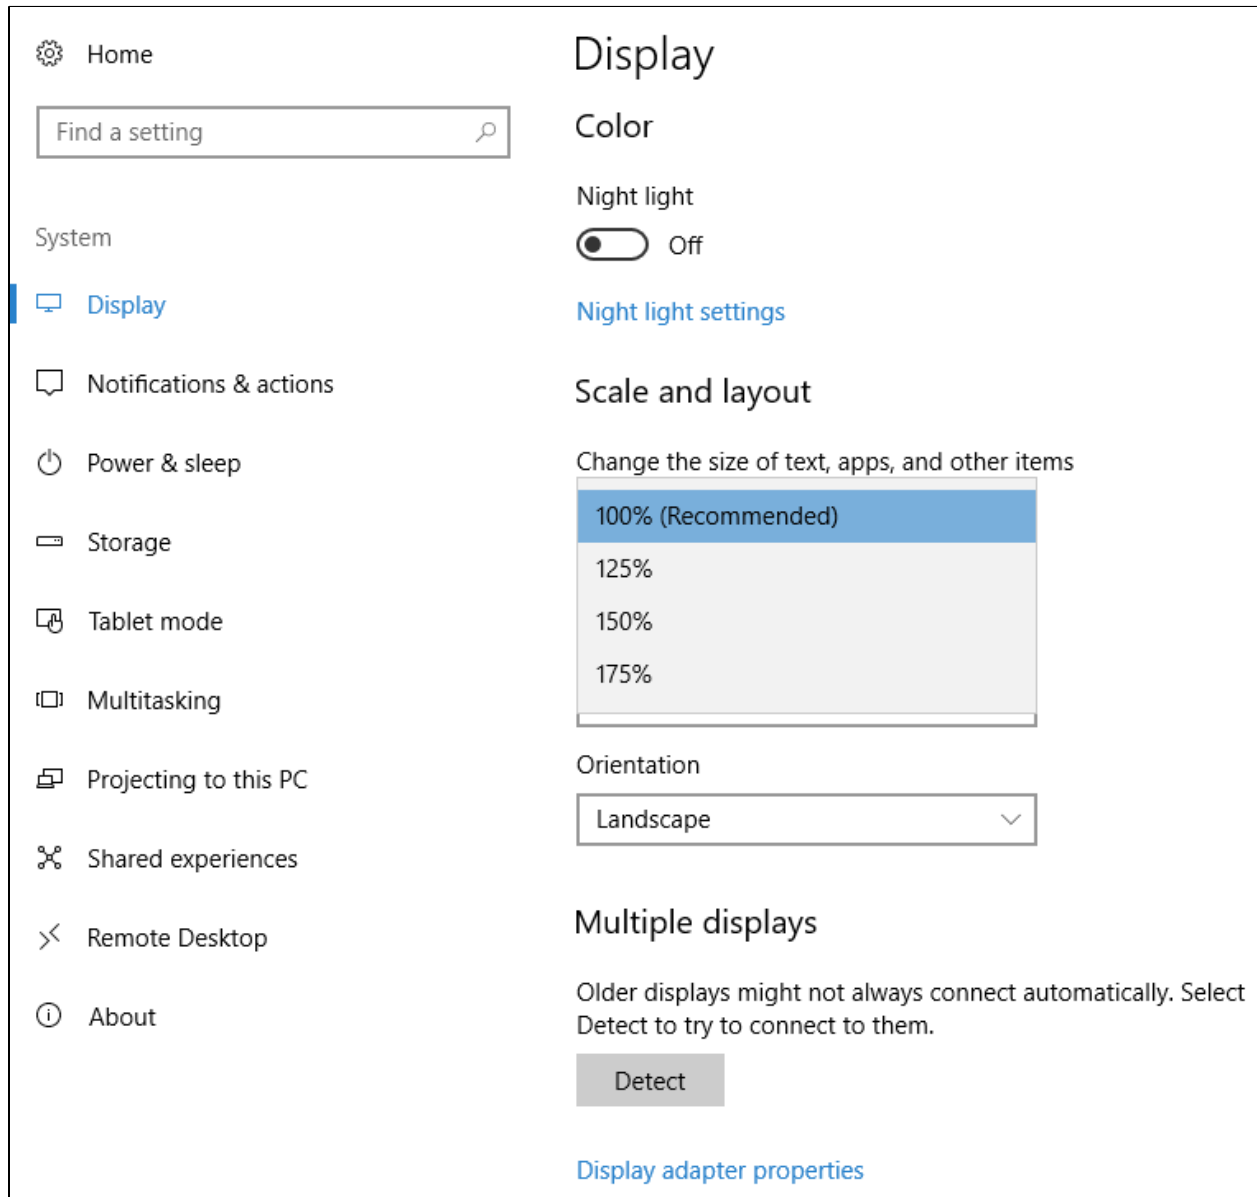 Home
Find a setting
System
Display
Notifications & actions
Power & sleep
Storage
Tablet mode
Multitasking
Projecting to this PC
Shared experiences
Remote Desktop
About
Display
Color
Night light
Off
Night light settings
Scale and layout
Change the size of text, apps, and other items
100% (Recommended)
125%
150%
175%
Orientation
Landscape
Multiple displays
Older displays might not always connect automatically. Select
Detect to try to connect to them.
Detect
Display adapter properties